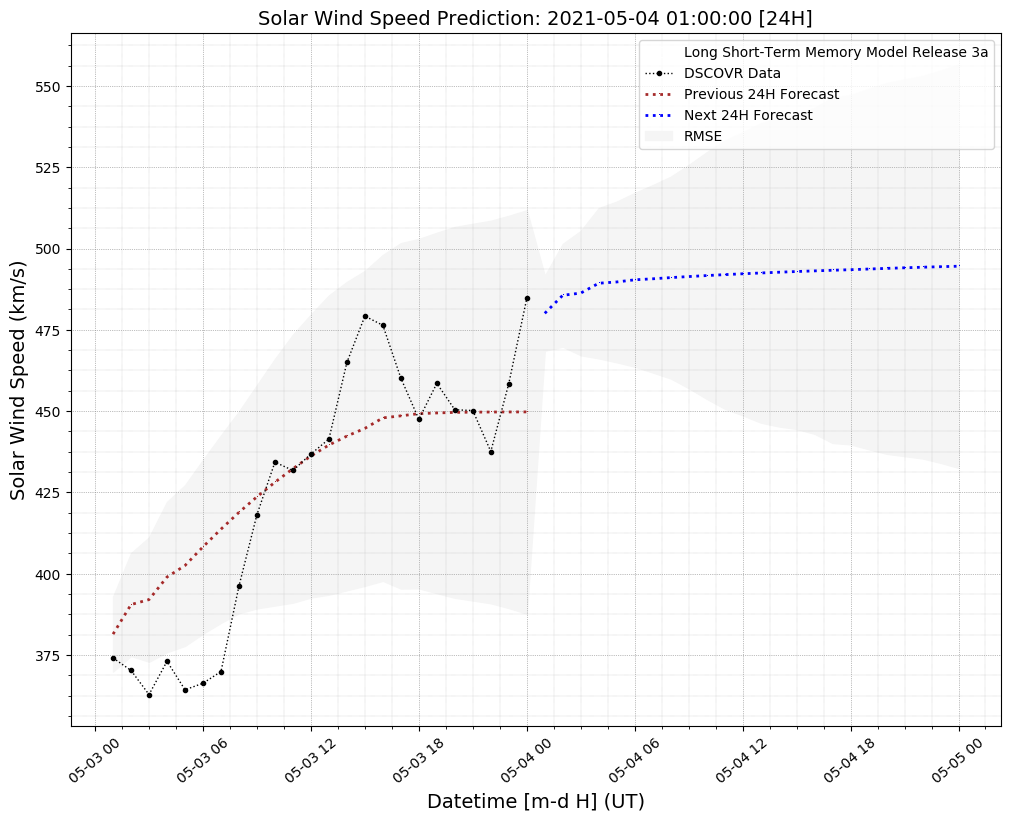 Solar Wind Speed Prediction: 2021-05-04 01:00:00 [24H]
Long Short-Term Memory Model Release 3a
DSCOVR Data
Previous 24H Forecast
Next 24H Forecast
RMSE
Solar Wind Speed (km/s)
550
525
500
475
450
425
400
375
05-03 00
05-03 06
05-03 12
05-03 18
05-04 00
05-04 06
05-04 12
05-04 18
05-05 00
Datetime [m-d H] (UT)